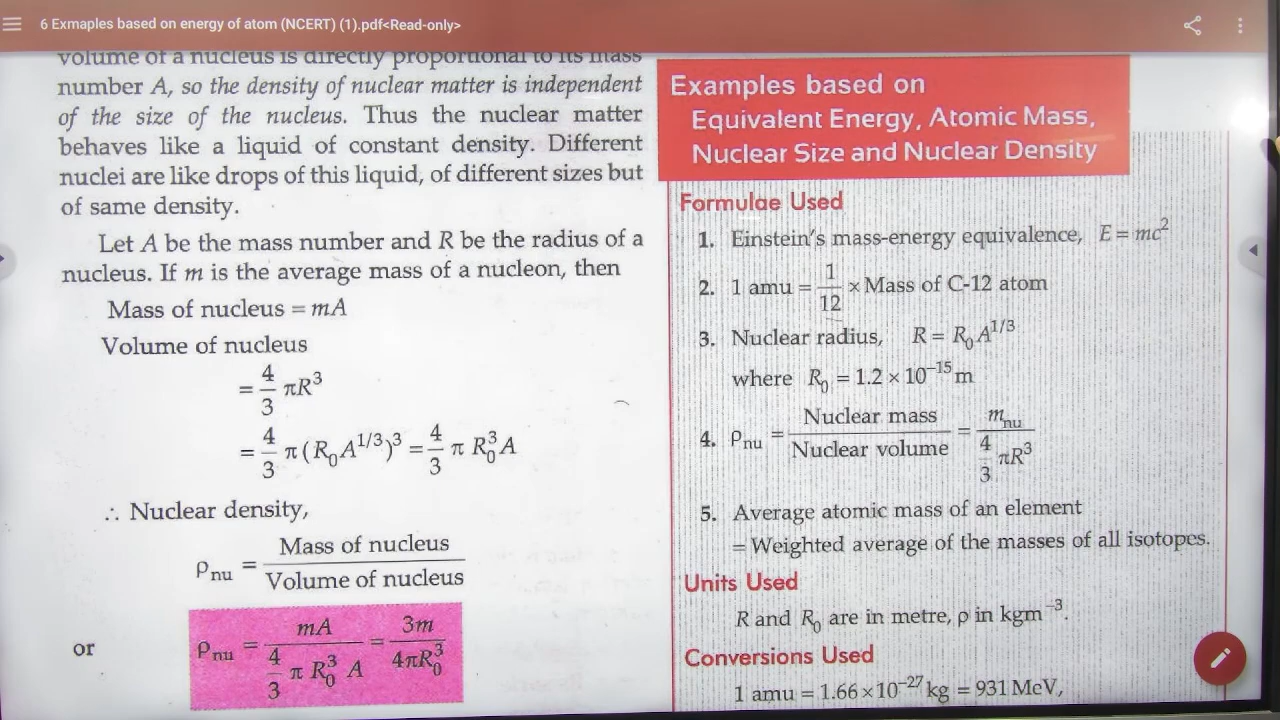 6 Exmaples based on energy of atom (NCERT) (1).pdf<Read-only>
volume of a nucleus is directly proportional to its mass
number A, so the density of nuclear matter is independent
of the size of the nucleus. Thus the nuclear matter
behaves like a liquid of constant density. Different
nuclei are like drops of this liquid, of different sizes but
of same density.
Let A be the mass number and R be the radius of a
nucleus. If m is the average mass of a nucleon, then
Mass of nucleus = mA
Volume of nucleus
= 4/3 πR³
= 4/3 π (R₀A^1/3)³ = 4/3 π R₀³ A
∴ Nuclear density,
ρnu = Mass of nucleus / Volume of nucleus
or ρnu = mA / 4/3 π R₀³ A = 3m / 4πR₀³
Examples based on
Equivalent Energy, Atomic Mass,
Nuclear Size and Nuclear Density
Formulae Used
1. Einstein's mass-energy equivalence, E = mc²
2. 1 amu = 1/12 × Mass of C-12 atom
3. Nuclear radius, R = R₀A^1/3
where R₀ = 1.2 × 10⁻¹⁵ m
4. ρnu = Nuclear mass / Nuclear volume = mnu / 4/3 πR³
5. Average atomic mass of an element
= Weighted average of the masses of all isotopes.
Units Used
R and R₀ are in metre, ρ in kgm⁻³.
Conversions Used
1 amu = 1.66 × 10⁻²⁷ kg = 931 MeV,